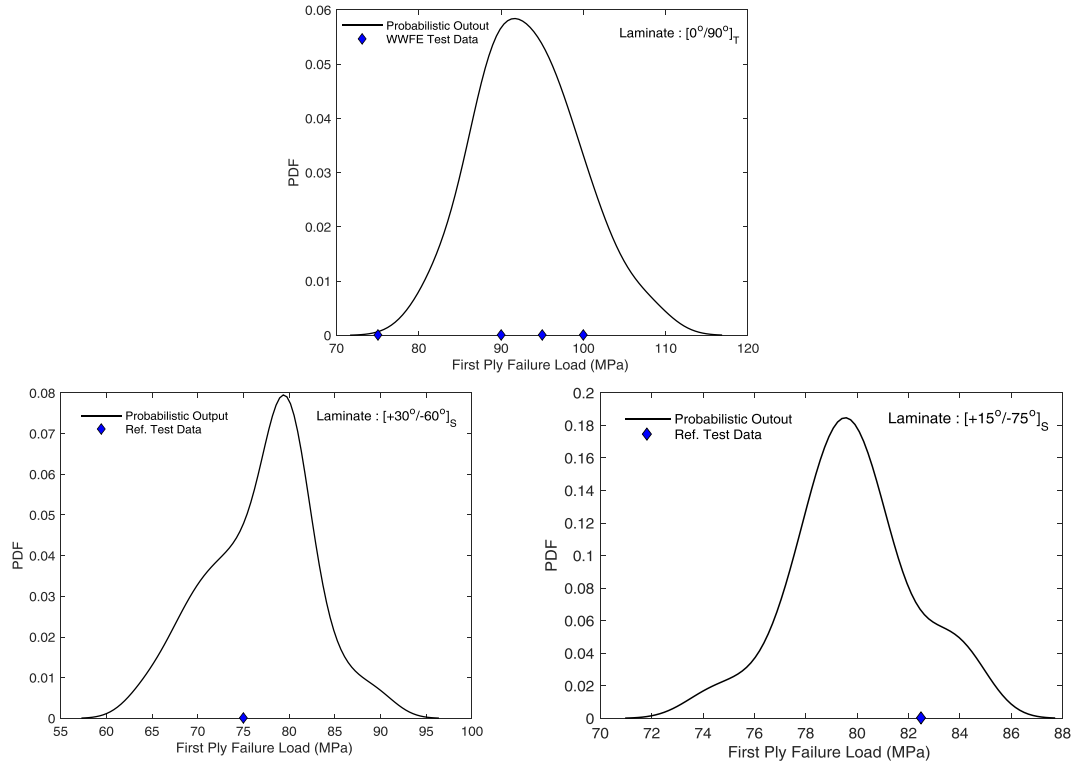 0.06
0.05
0.04
0.03
0.02
0.01
0
PDF
Probabilistic Outout
WWFE Test Data
Laminate : [0°/90°]T
70 80 90 100 110 120
First Ply Failure Load (MPa)
0.08
0.07
0.06
0.05
0.04
0.03
0.02
0.01
0
PDF
Probabilistic Output
Ref. Test Data
Laminate : [+30°/-60°]S
55 60 65 70 75 80 85 90 95 100
First Ply Failure Load (MPa)
0.2
0.18
0.16
0.14
0.12
0.1
0.08
0.06
0.04
0.02
0
PDF
Probabilistic Outout
Ref. Test Data
Laminate : [+15°/-75°]S
70 72 74 76 78 80 82 84 86 88
First Ply Failure Load (MPa)